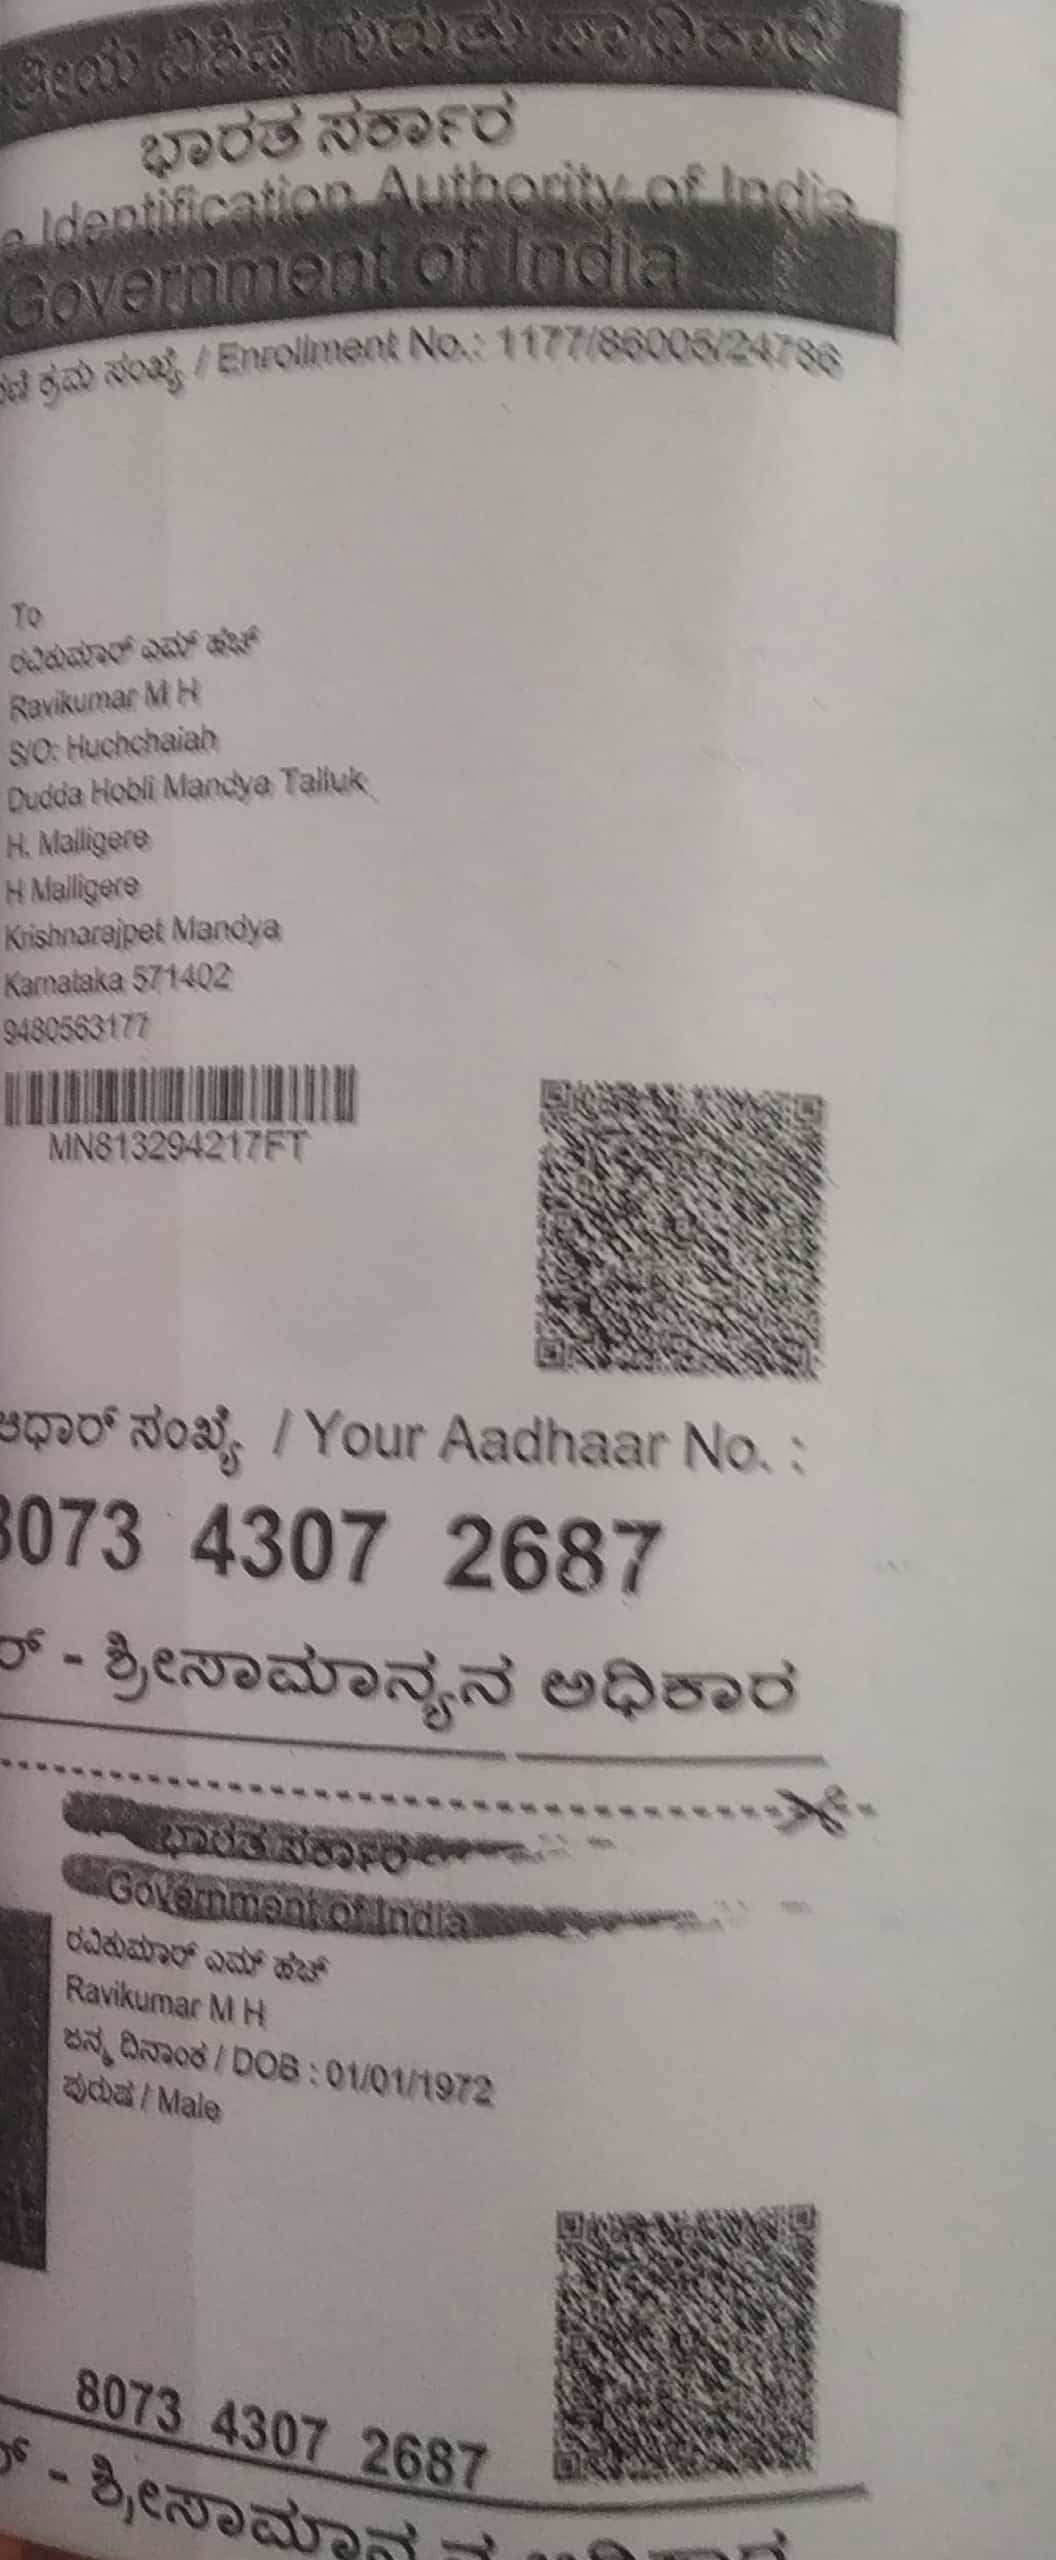 ಭಾರತ ಸರ್ಕಾರ
Identification Authority of India
Government of India
ಕ್ರಮ ಸಂಖ್ಯೆ / Enrollment No.: 1177/86005/24786
To
ರವಿಕುಮಾರ್ ಎಮ್ ಹೆಚ್
Ravikumar M H
S/O: Huchchaiah
Dudda Hobli Mandya Talluk
H. Malligere
H Malligere
Krishnarajpet Mandya
Karnataka 571402
9480563177
MN813294217FT
ಆಧಾರ್ ಸಂಖ್ಯೆ / Your Aadhaar No. :
8073 4307 2687
- ಶ್ರೀಸಾಮಾನ್ಯನ ಅಧಿಕಾರ
ಭಾರತ ಸರ್ಕಾರ
Government of India
ರವಿಕುಮಾರ್ ಎಮ್ ಹೆಚ್
Ravikumar M H
ಜನ್ಮ ದಿನಾಂಕ / DOB : 01/01/1972
ಪುರುಷ / Male
8073 4307 2687
- ಶ್ರೀಸಾಮಾನ್ಯನ ಅಧಿಕಾರ